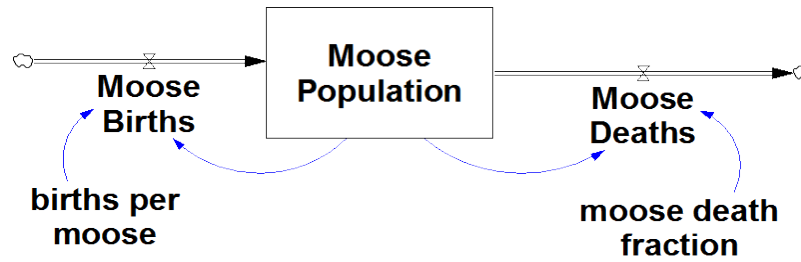 Moose
Population
Moose
Births
Moose
Deaths
births per
moose
moose death
fraction